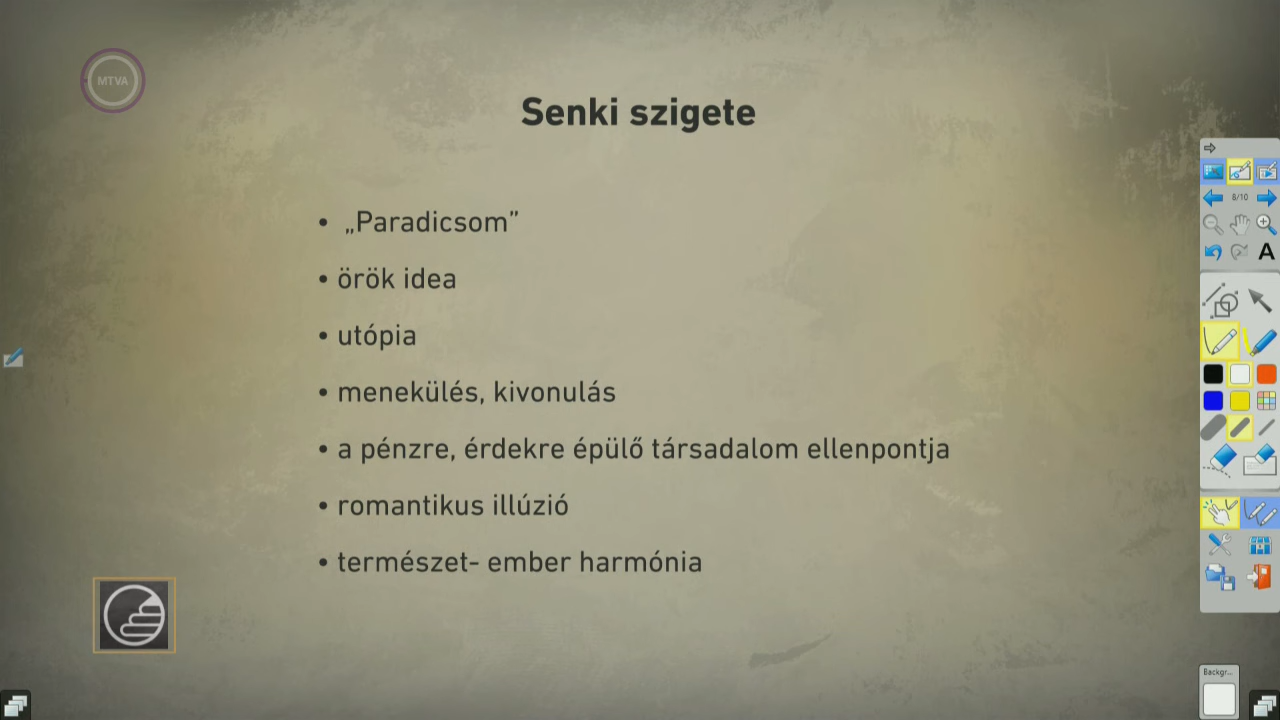 MTVA
Senki szigete
• „Paradicsom”
• örök idea
• utópia
• menekülés, kivonulás
• a pénzre, érdekre épülő társadalom ellenpontja
• romantikus illúzió
• természet- ember harmónia
8/10
A
Backgr...